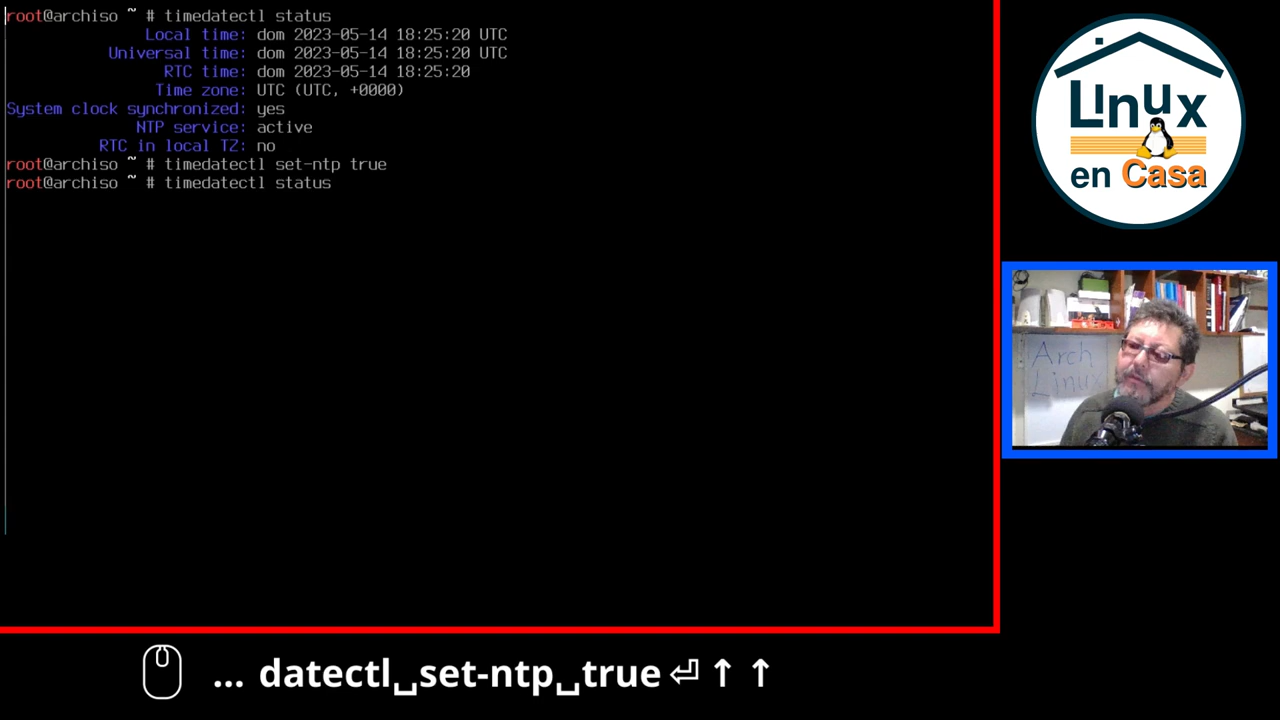 root@archiso ~ # timedatectl status
Local time: dom 2023-05-14 18:25:20 UTC
Universal time: dom 2023-05-14 18:25:20 UTC
RTC time: dom 2023-05-14 18:25:20
Time zone: UTC (UTC, +0000)
System clock synchronized: yes
NTP service: active
RTC in local TZ: no
root@archiso ~ # timedatectl set-ntp true
root@archiso ~ # timedatectl status
Linux
en Casa
Arch
Linux
... datectl␣set-ntp␣true⏎↑↑